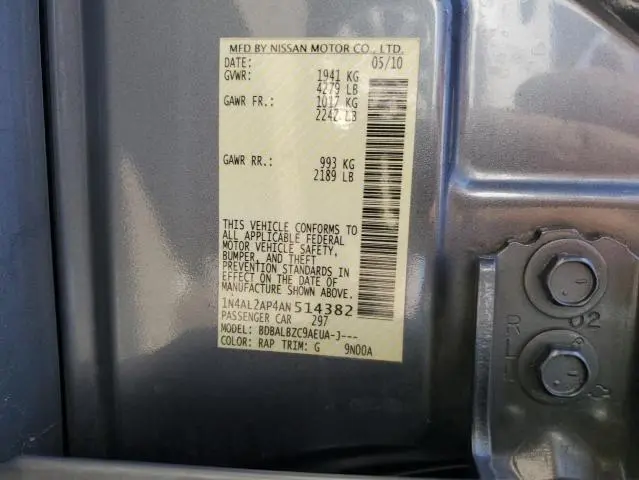 MFD BY NISSAN MOTOR CO., LTD.
DATE: 05/10
GVWR: 1941 KG
4279 LB
GAWR FR.: 1017 KG
2242 LB
GAWR RR.: 993 KG
2189 LB
THIS VEHICLE CONFORMS TO
ALL APPLICABLE FEDERAL
MOTOR VEHICLE SAFETY,
BUMPER, AND THEFT
PREVENTION STANDARDS IN
EFFECT ON THE DATE OF
MANUFACTURE SHOWN ABOVE.
1N4AL2AP4AN514382
PASSENGER CAR 297
MODEL: BDBALBZC9AEUA-J---
COLOR: RAP TRIM: G 9N00A
02